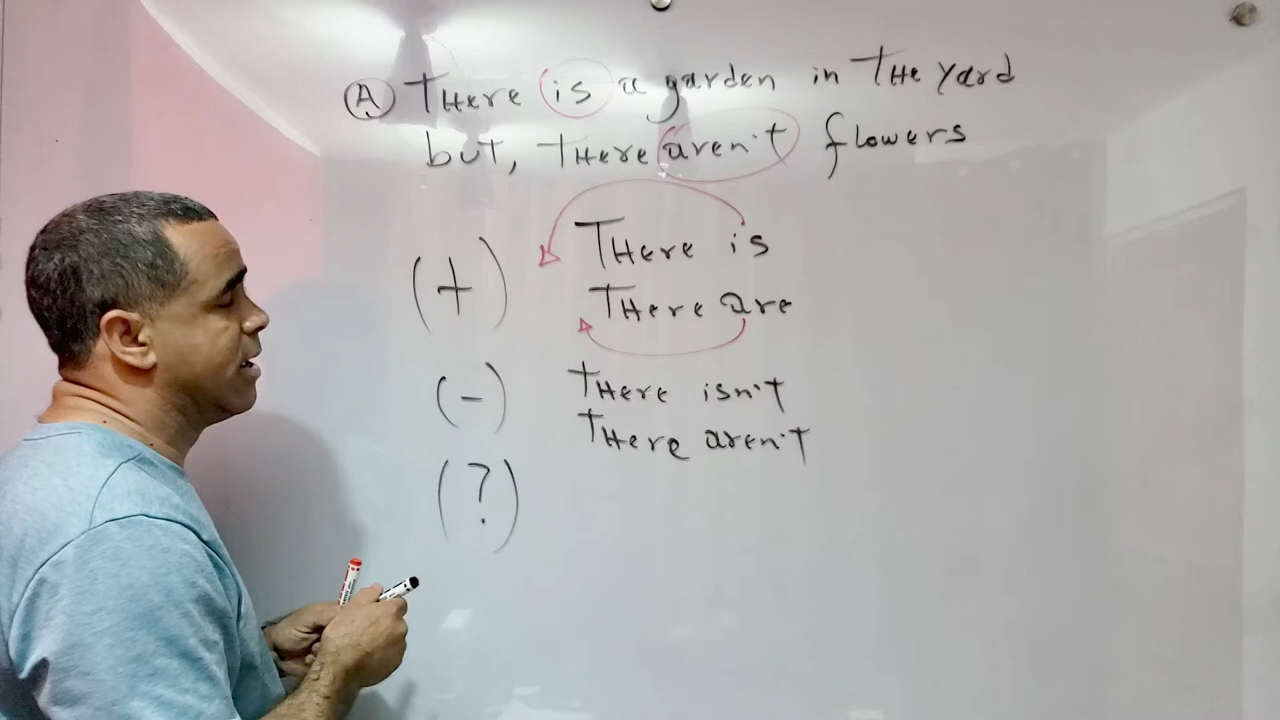 (A) THere is a garden in THe yard
but, THere aren't flowers
(+) THere is
THere are
(-) THere isn't
THere aren't
(?)